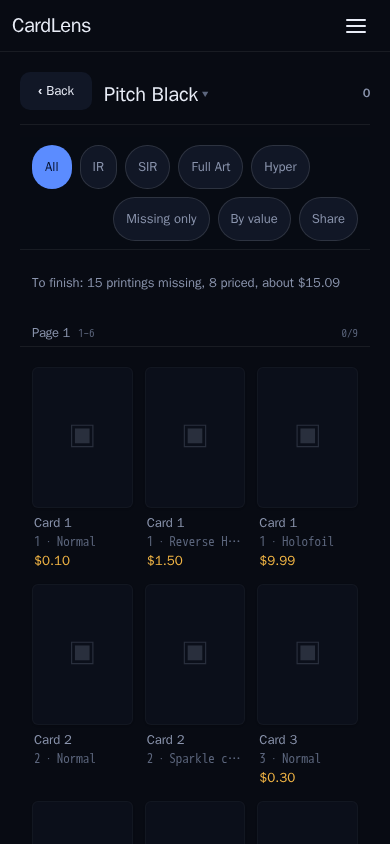 CardLens
‹ Back Pitch Black ▾ 0
All IR SIR Full Art Hyper
Missing only By value Share
To finish: 15 printings missing, 8 priced, about $15.09
Page 1 1–6 0/9
Card 1 Card 1 Card 1
1 · Normal 1 · Reverse H… 1 · Holofoil
$0.10 $1.50 $9.99
Card 2 Card 2 Card 3
2 · Normal 2 · Sparkle c… 3 · Normal
$0.30